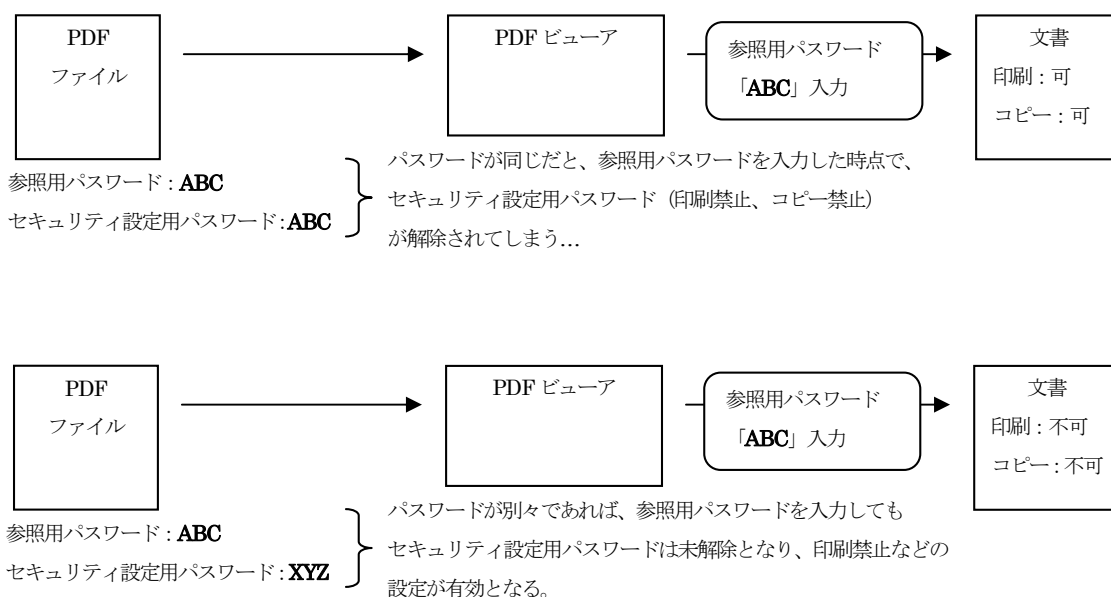 PDF
ファイル
PDF ビューア
参照用パスワード
「ABC」入力
文書
印刷：可
コピー：可
参照用パスワード：ABC
セキュリティ設定用パスワード：ABC
パスワードが同じだと、参照用パスワードを入力した時点で、
セキュリティ設定用パスワード（印刷禁止、コピー禁止）
が解除されてしまう…
PDF
ファイル
PDF ビューア
参照用パスワード
「ABC」入力
文書
印刷：不可
コピー：不可
参照用パスワード：ABC
セキュリティ設定用パスワード：XYZ
パスワードが別々であれば、参照用パスワードを入力しても
セキュリティ設定用パスワードは未解除となり、印刷禁止などの
設定が有効となる。